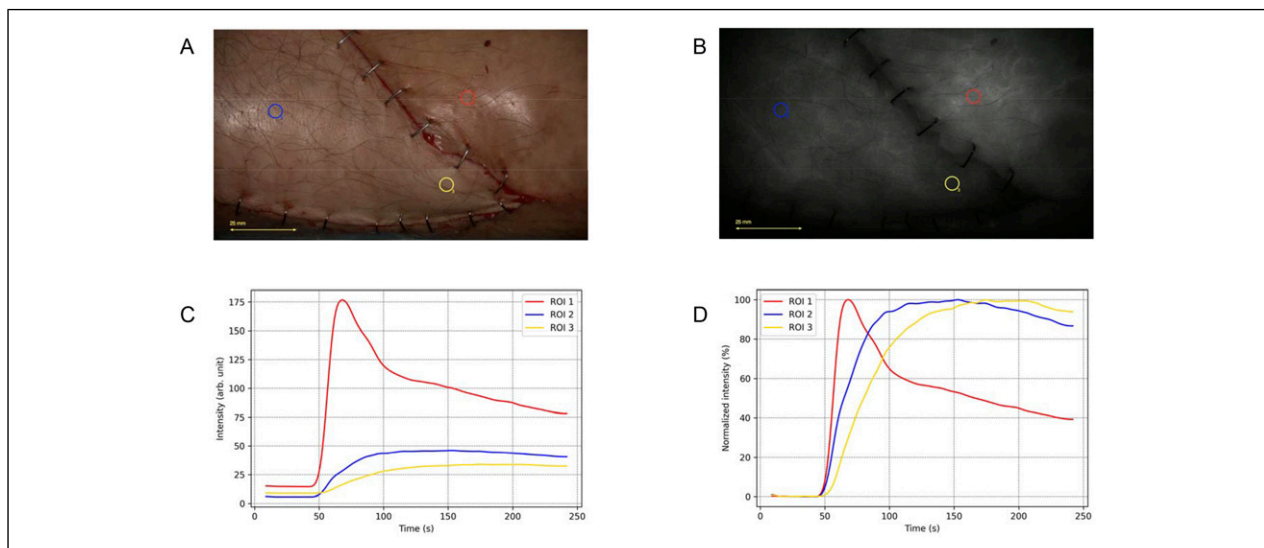 A
B
25 mm
25 mm
C
175
150
125
100
75
50
25
0
Intensity (arb. unit)
0 50 100 150 200 250
Time (s)
ROI 1
ROI 2
ROI 3
D
100
80
60
40
20
0
Normalized intensity (%)
0 50 100 150 200 250
Time (s)
ROI 1
ROI 2
ROI 3